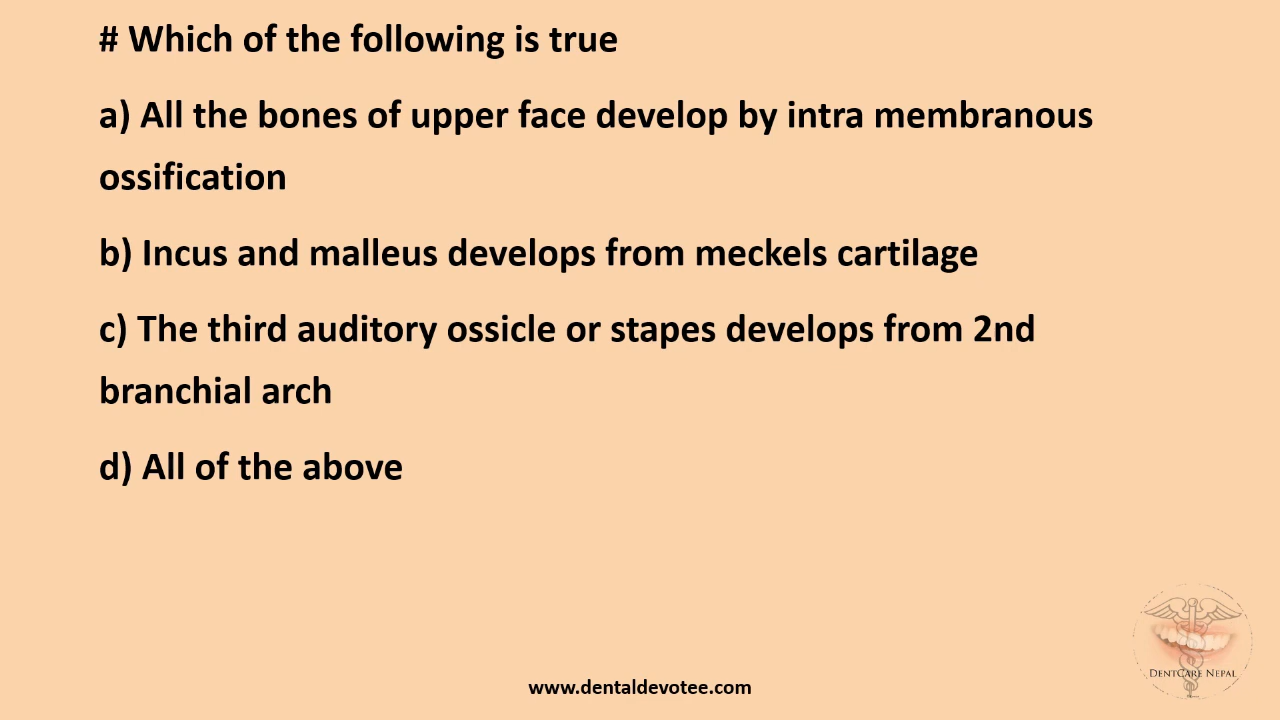 # Which of the following is true
a) All the bones of upper face develop by intra membranous
ossification
b) Incus and malleus develops from meckels cartilage
c) The third auditory ossicle or stapes develops from 2nd
branchial arch
d) All of the above
DENTCARE NEPAL
www.dentaldevotee.com